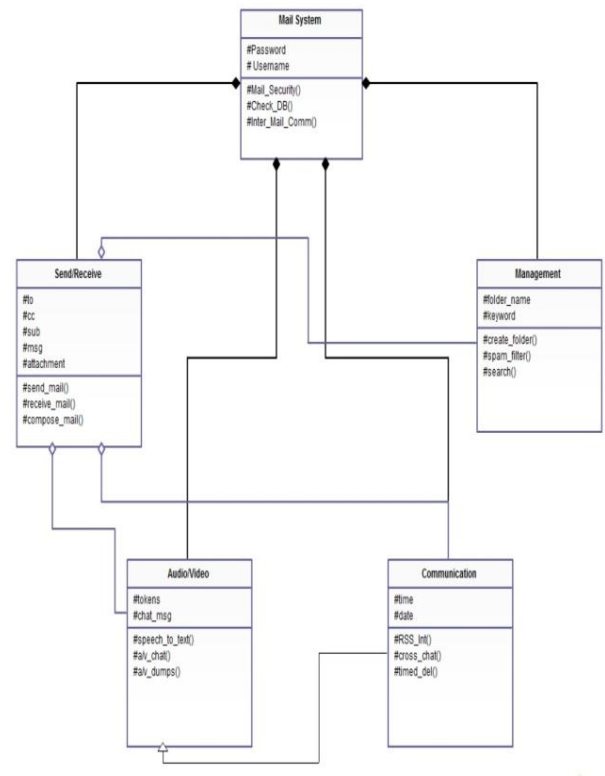 Mail System
#Password
# Username
#Mail_Security()
#Check_DB()
#Inter_Mail_Comm()
Send/Receive
#to
#cc
#sub
#msg
#attachment
#send_mail()
#receive_mail()
#compose_mail()
Management
#folder_name
#keyword
#create_folder()
#spam_filter()
#search()
Audio/Video
#tokens
#chat_msg
#speech_to_text()
#a/v_chat()
#a/v_dumps()
Communication
#time
#date
#RSS_Int()
#cross_chat()
#timed_del()